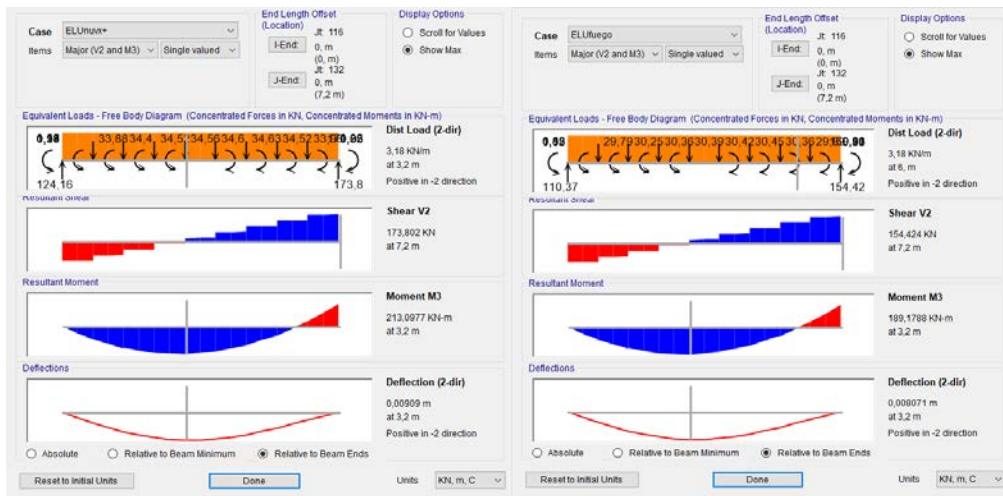 Case ELUnuvx+
Items Major (V2 and M3) Single valued
End Length Offset
(Location)
Jt: 116
I-End: 0, m
(0, m)
Jt: 132
J-End: 0, m
(7,2 m)
Display Options
Scroll for Values
Show Max
Equivalent Loads - Free Body Diagram (Concentrated Forces in KN, Concentrated Moments in KN-m)
124,16
173,8
Dist Load (2-dir)
3,18 KN/m
at 3,2 m
Positive in -2 direction
Resultant Shear
Shear V2
173,802 KN
at 7,2 m
Resultant Moment
Moment M3
213,0977 KN-m
at 3,2 m
Deflections
Deflection (2-dir)
0,00909 m
at 3,2 m
Positive in -2 direction
Absolute Relative to Beam Minimum Relative to Beam Ends
Reset to Initial Units Done Units KN, m, C
Case ELUfuego
Items Major (V2 and M3) Single valued
End Length Offset
(Location)
Jt: 116
I-End: 0, m
(0, m)
Jt: 132
J-End: 0, m
(7,2 m)
Display Options
Scroll for Values
Show Max
Equivalent Loads - Free Body Diagram (Concentrated Forces in KN, Concentrated Moments in KN-m)
110,37
154,42
Dist Load (2-dir)
3,18 KN/m
at 6, m
Positive in -2 direction
Resultant Shear
Shear V2
154,424 KN
at 7,2 m
Resultant Moment
Moment M3
189,1788 KN-m
at 3,2 m
Deflections
Deflection (2-dir)
0,008071 m
at 3,2 m
Positive in -2 direction
Absolute Relative to Beam Minimum Relative to Beam Ends
Reset to Initial Units Done Units KN, m, C